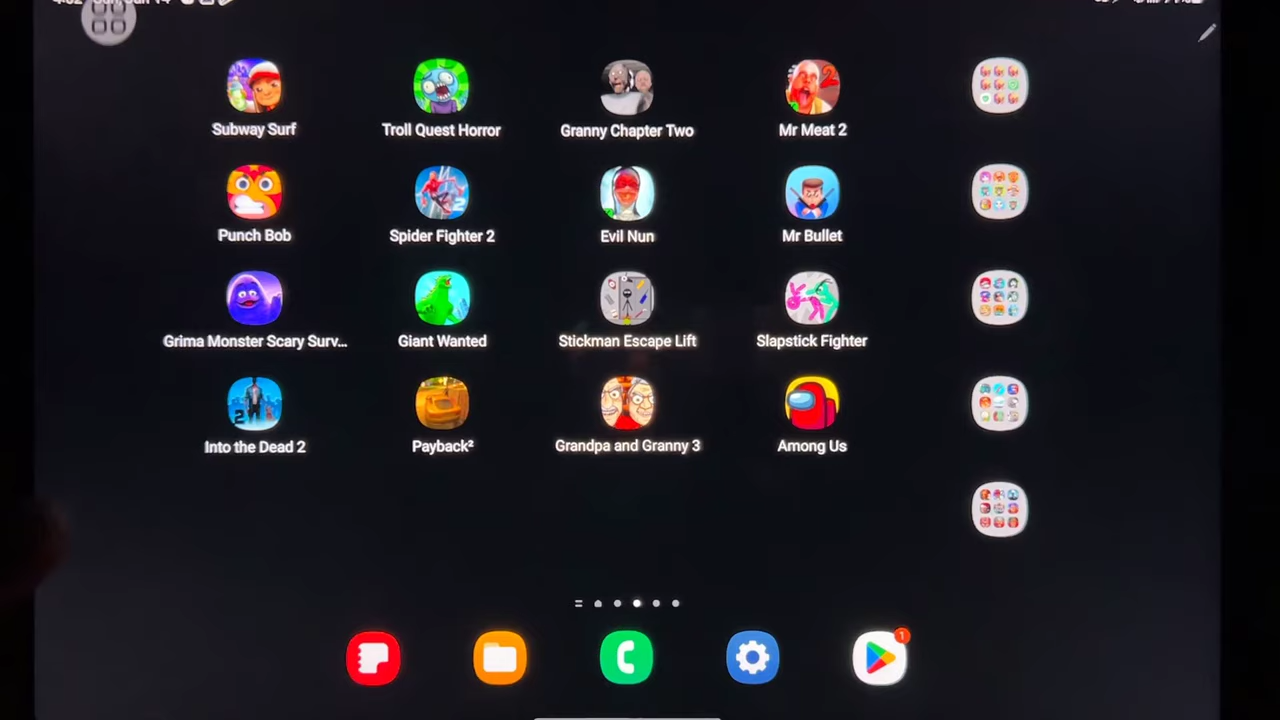 Subway Surf
Troll Quest Horror
Granny Chapter Two
Mr Meat 2
Punch Bob
Spider Fighter 2
Evil Nun
Mr Bullet
Grima Monster Scary Surv...
Giant Wanted
Stickman Escape Lift
Slapstick Fighter
Into the Dead 2
Payback²
Grandpa and Granny 3
Among Us
1